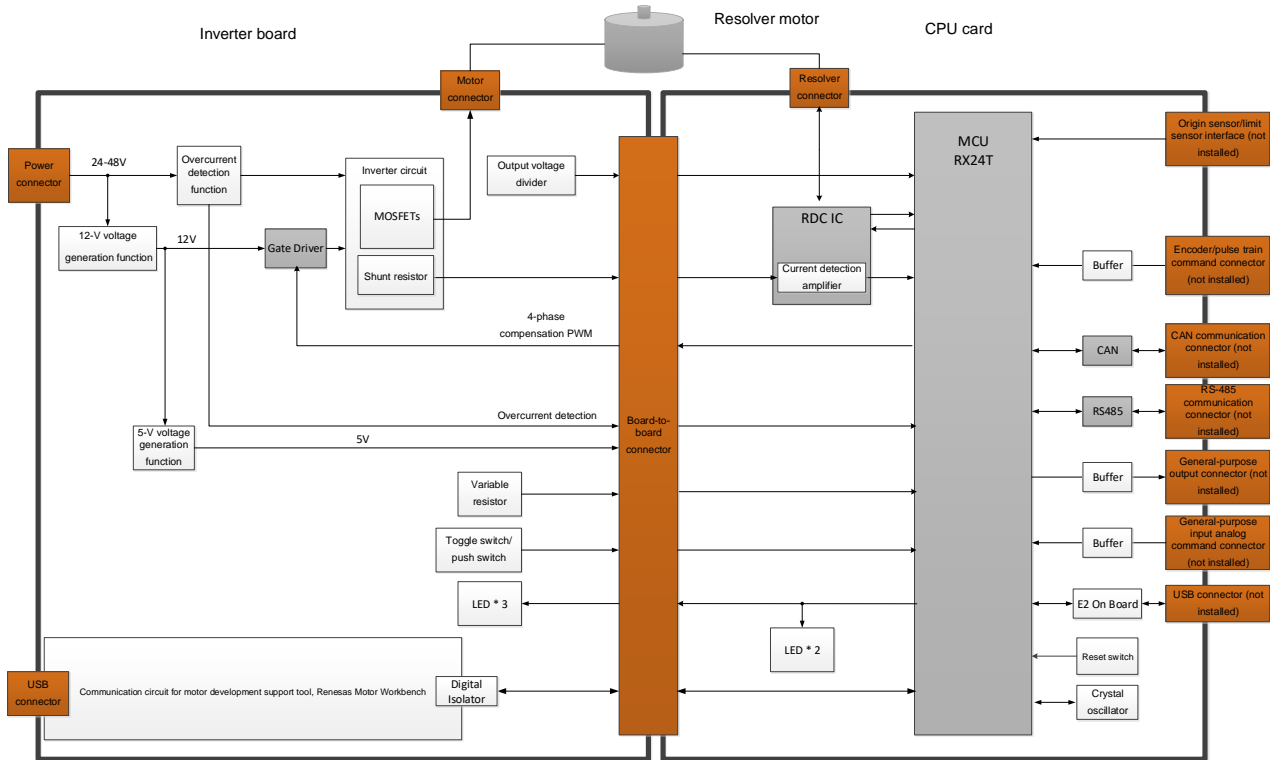 Inverter board
Resolver motor
CPU card
Motor
connector
Resolver
connector
Power
connector
24-48V
Overcurrent
detection
function
Inverter circuit
MOSFETs
Shunt resistor
Output voltage
divider
12-V voltage
generation function
12V
Gate Driver
4-phase
compensation PWM
Overcurrent detection
5-V voltage
generation
function
5V
Board-to-
board
connector
Variable
resistor
Toggle switch/
push switch
LED * 3
USB
connector
Communication circuit for motor development support tool, Renesas Motor Workbench
Digital
Isolator
RDC IC
Current detection
amplifier
LED * 2
MCU
RX24T
Origin sensor/limit
sensor interface (not
installed)
Buffer
Encoder/pulse train
command connector
(not installed)
CAN
CAN communication
connector (not
installed)
RS485
RS-485
communication
connector (not
installed)
Buffer
General-purpose
output connector (not
installed)
Buffer
General-purpose
input analog
command connector
(not installed)
E2 On Board
USB connector (not
installed)
Reset switch
Crystal
oscillator